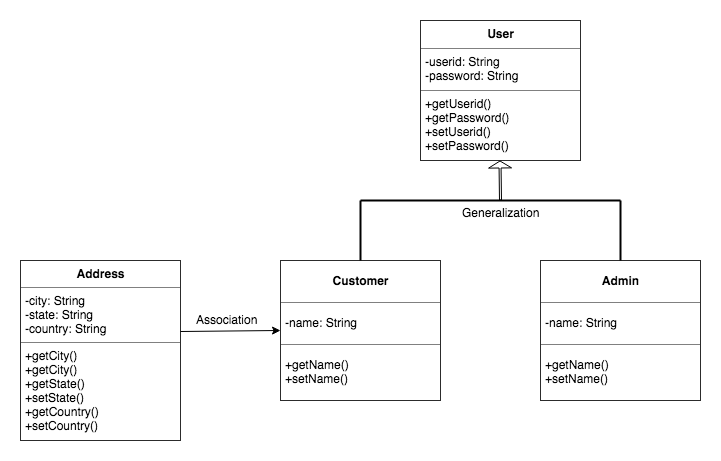 User
-userid: String
-password: String
+getUserid()
+getPassword()
+setUserid()
+setPassword()
Generalization
Address
-city: String
-state: String
-country: String
+getCity()
+getCity()
+getState()
+setState()
+getCountry()
+setCountry()
Association
Customer
-name: String
+getName()
+setName()
Admin
-name: String
+getName()
+setName()